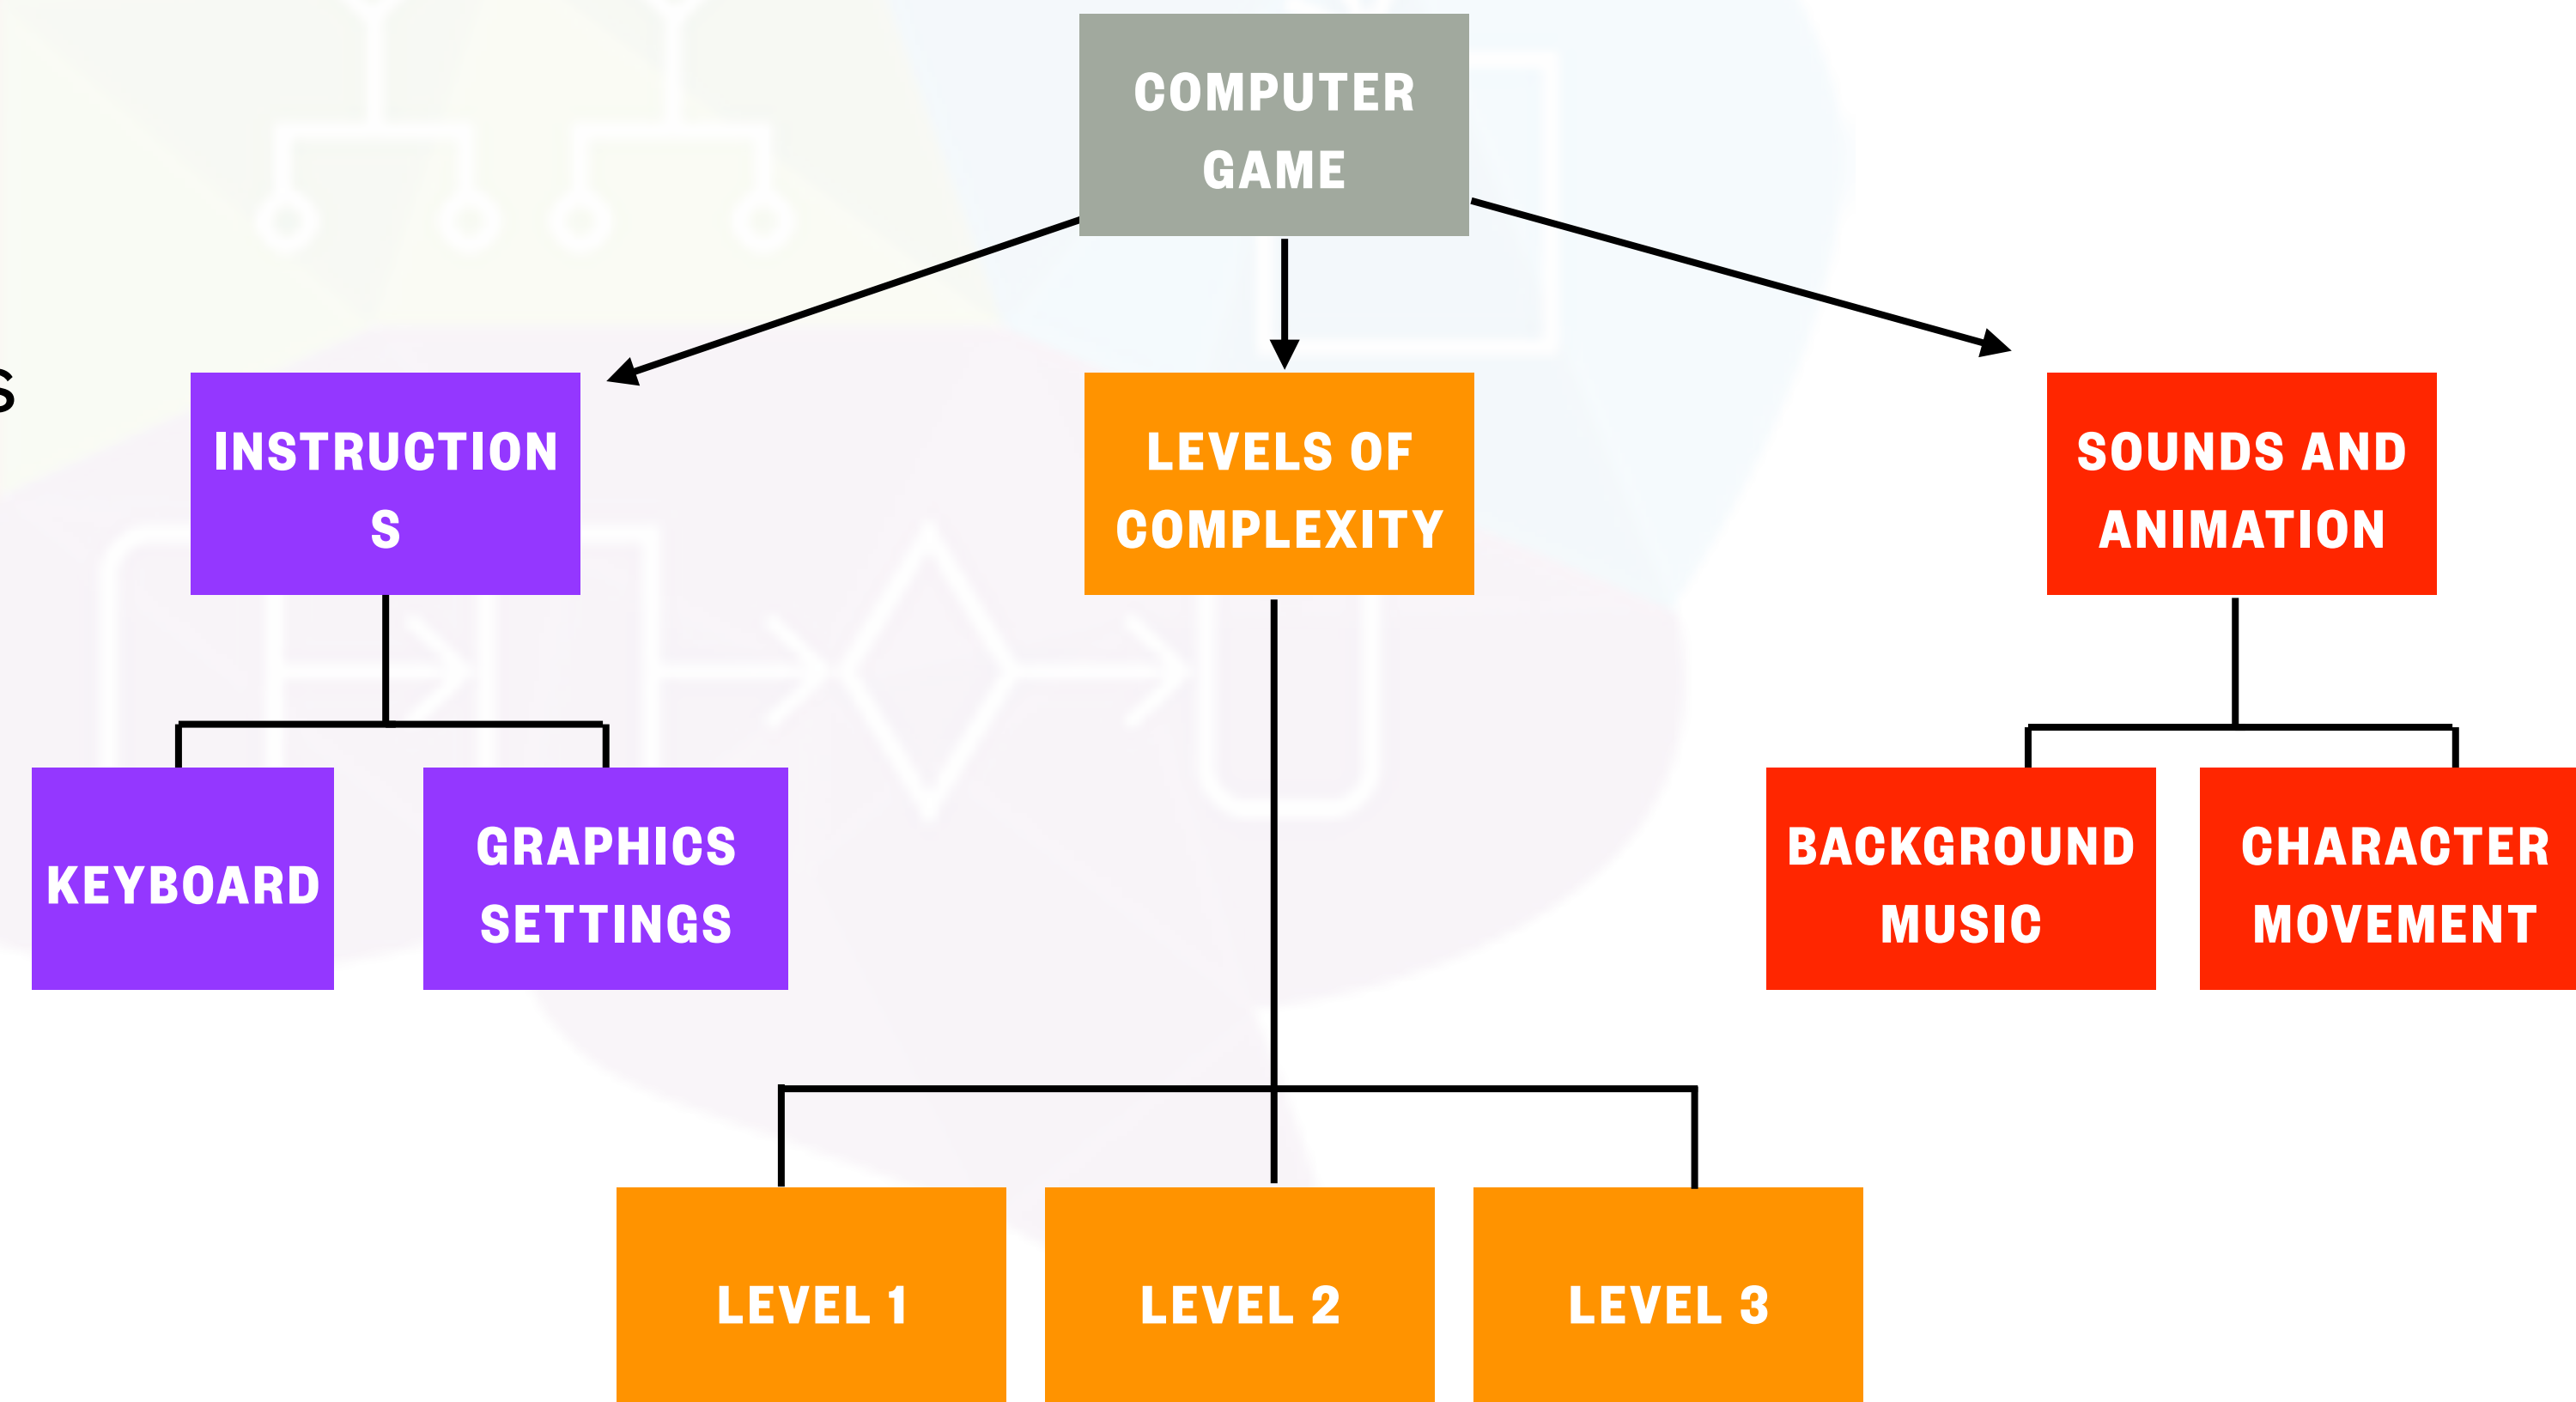 COMPUTER
GAME
s
INSTRUCTION
S
LEVELS OF
COMPLEXITY
SOUNDS AND
ANIMATION
KEYBOARD
GRAPHICS
SETTINGS
BACKGROUND
MUSIC
CHARACTER
MOVEMENT
LEVEL 1
LEVEL 2
LEVEL 3